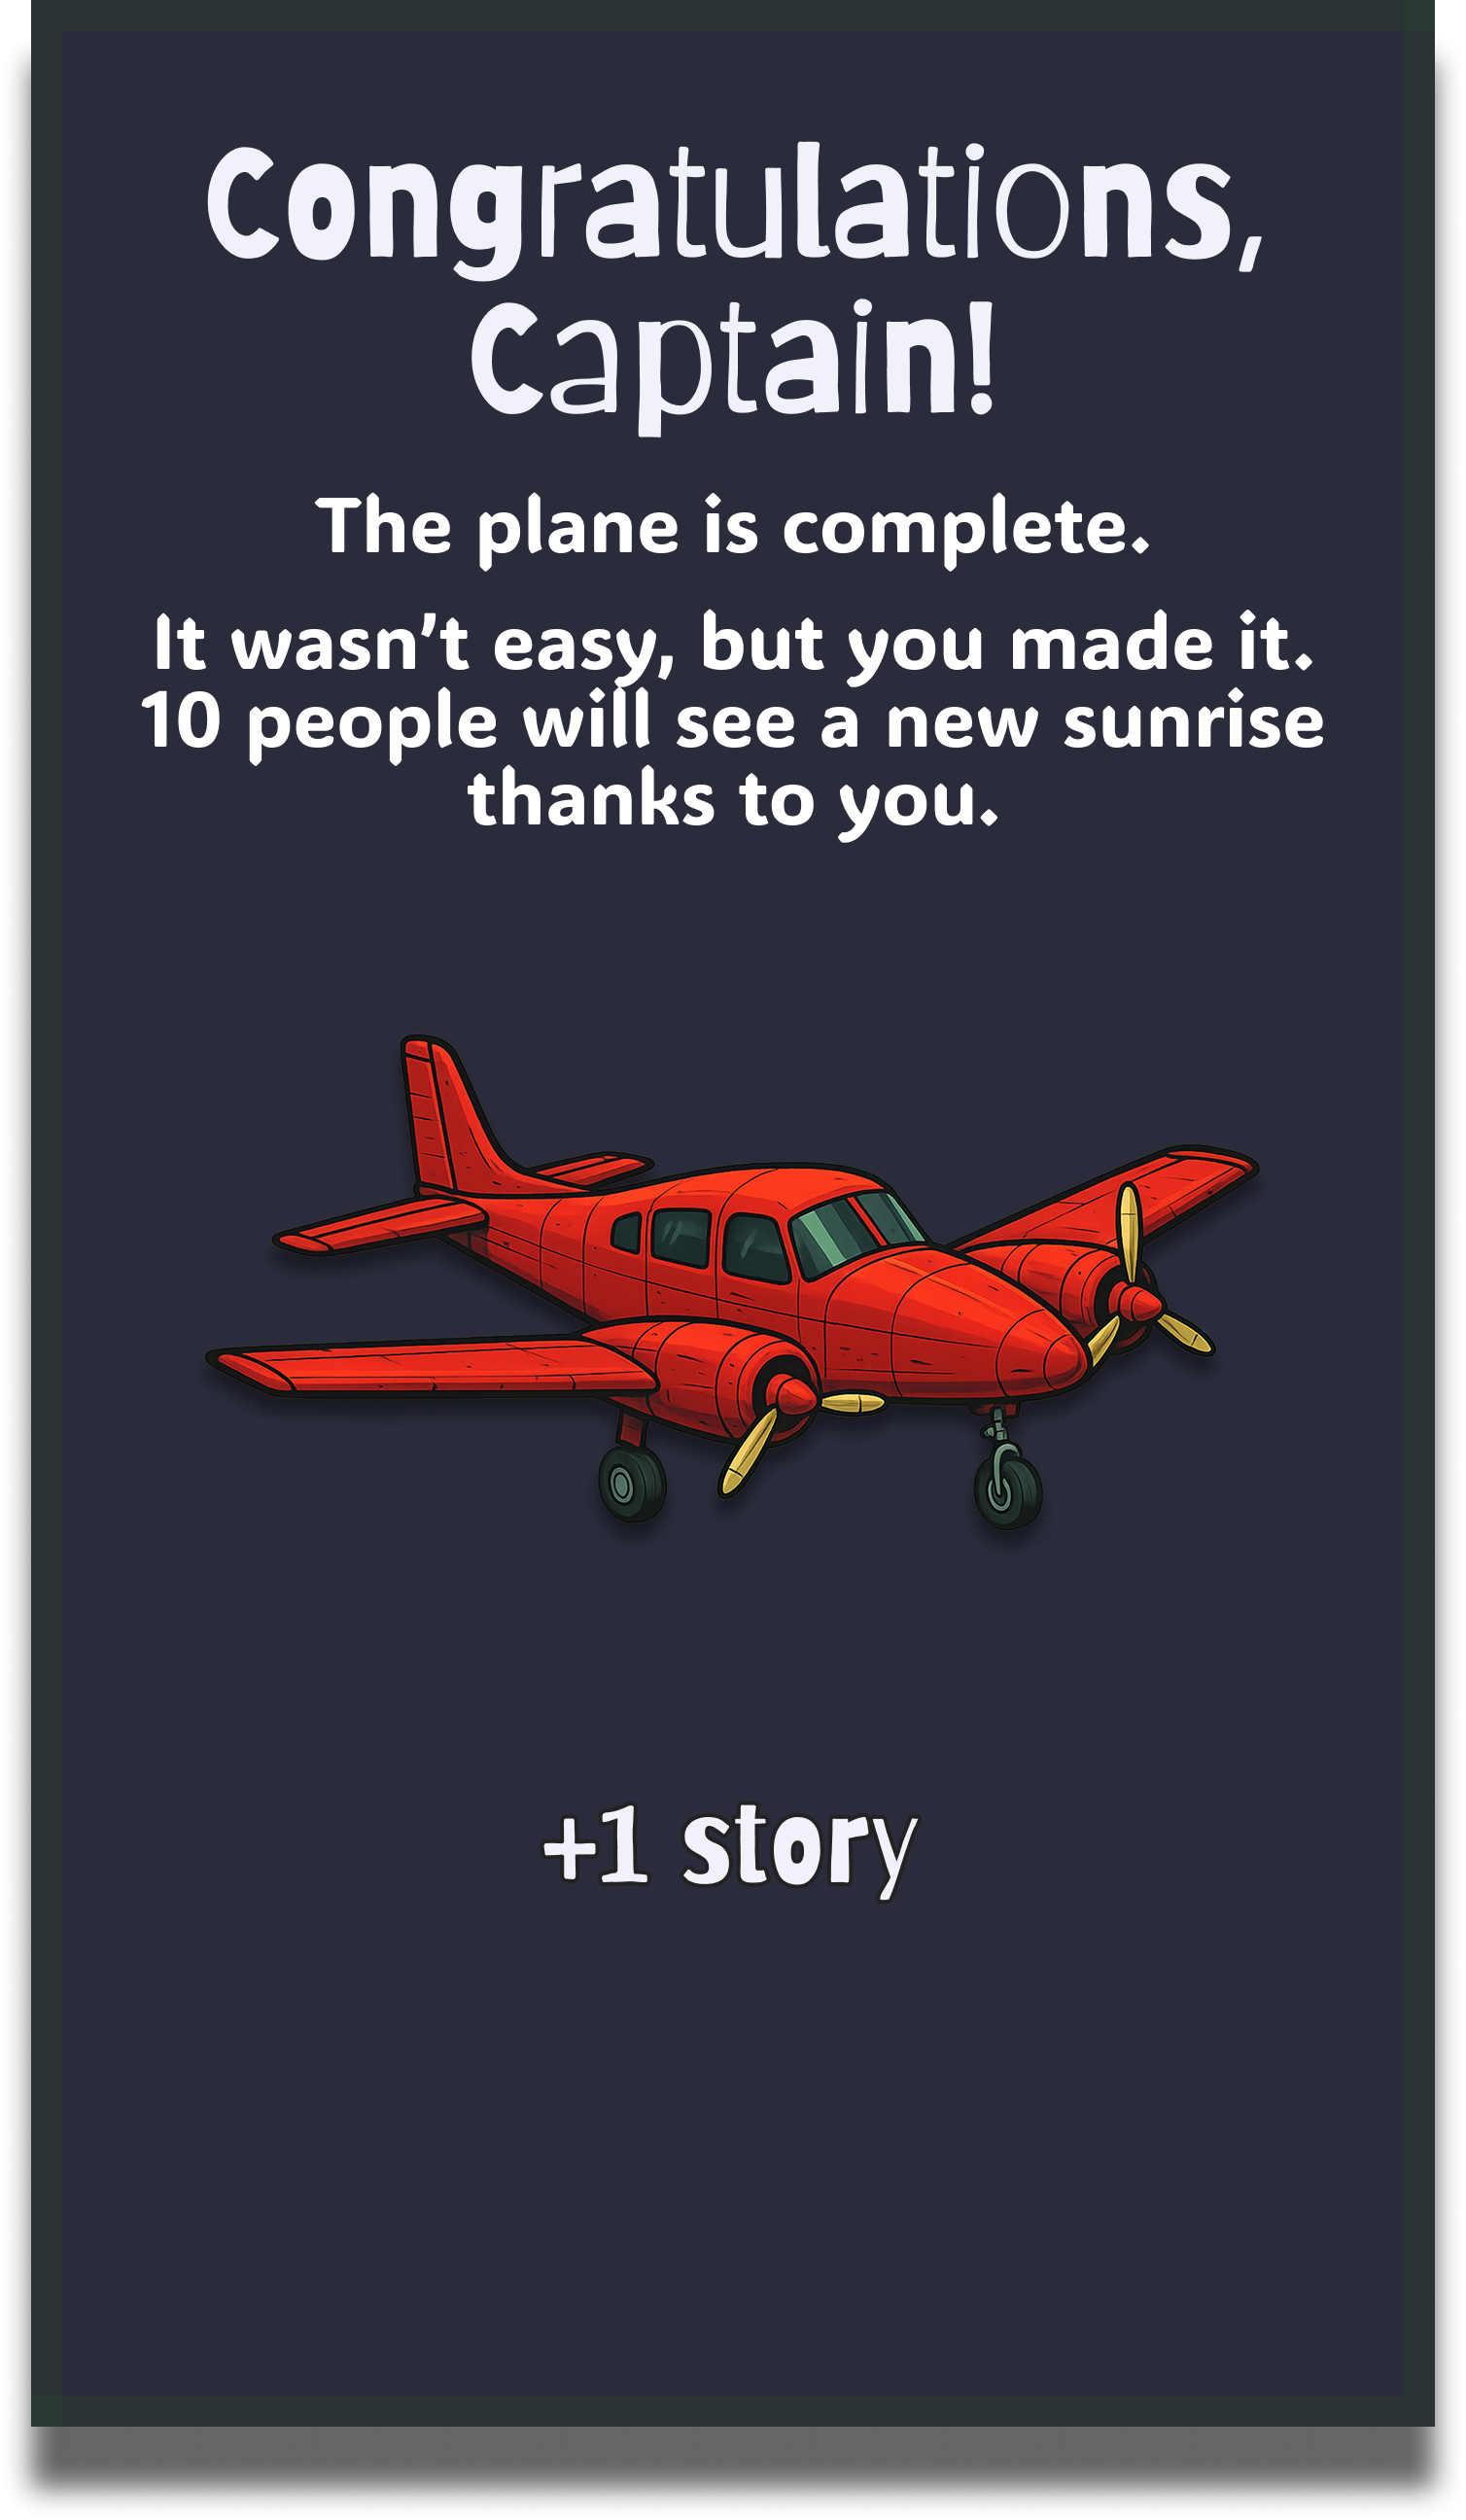 Congratulations,
Captain!
The plane is complete.
It wasn’t easy, but you made it.
10 people will see a new sunrise
thanks to you.
+1 story